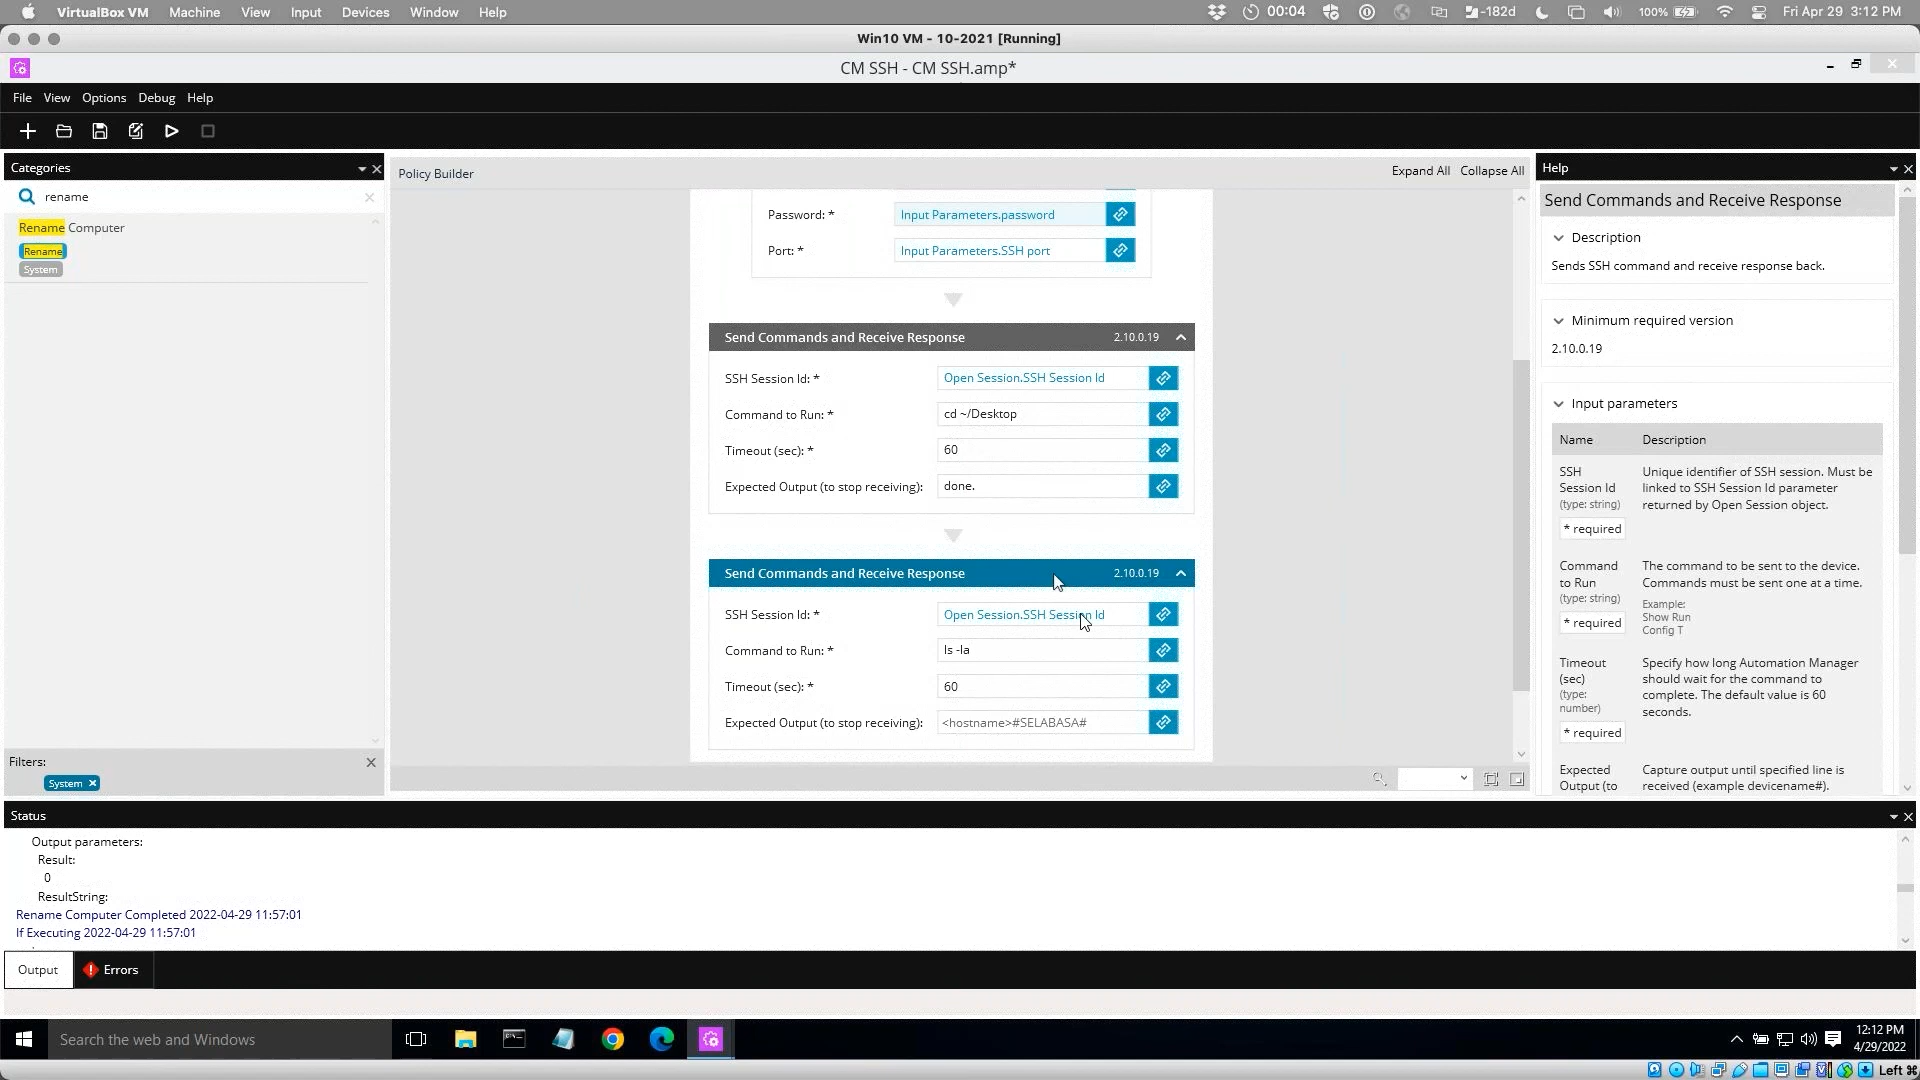 VirtualBox VM Machine View Input Devices Window Help 00:04 -182d 100% Fri Apr 29 3:12 PM
Win10 VM - 10-2021 [Running]
CM SSH - CM SSH.amp*
File View Options Debug Help
Categories
rename
Rename Computer
Rename
System
Filters:
System
Policy Builder
Expand All Collapse All
Password: * Input Parameters.password
Port: * Input Parameters.SSH port
Send Commands and Receive Response 2.10.0.19
SSH Session Id: * Open Session.SSH Session Id
Command to Run: * cd ~/Desktop
Timeout (sec): * 60
Expected Output (to stop receiving): done.
Send Commands and Receive Response 2.10.0.19
SSH Session Id: * Open Session.SSH Session Id
Command to Run: * ls -la
Timeout (sec): * 60
Expected Output (to stop receiving): <hostname>#SELABASA#
Help
Send Commands and Receive Response
Description
Sends SSH command and receive response back.
Minimum required version
2.10.0.19
Input parameters
Name Description
SSH Session Id (type: string) * required
Unique identifier of SSH session. Must be
linked to SSH Session Id parameter
returned by Open Session object.
Command to Run (type: string) * required
The command to be sent to the device.
Commands must be sent one at a time.
Example:
Show Run
Config T
Timeout (sec) (type: number) * required
Specify how long Automation Manager
should wait for the command to
complete. The default value is 60
seconds.
Expected Output (to
Capture output until specified line is
received (example devicename#).
Status
Output parameters:
Result:
0
ResultString:
Rename Computer Completed 2022-04-29 11:57:01
If Executing 2022-04-29 11:57:01
Output Errors
Search the web and Windows
12:12 PM
4/29/2022
Left ⌘